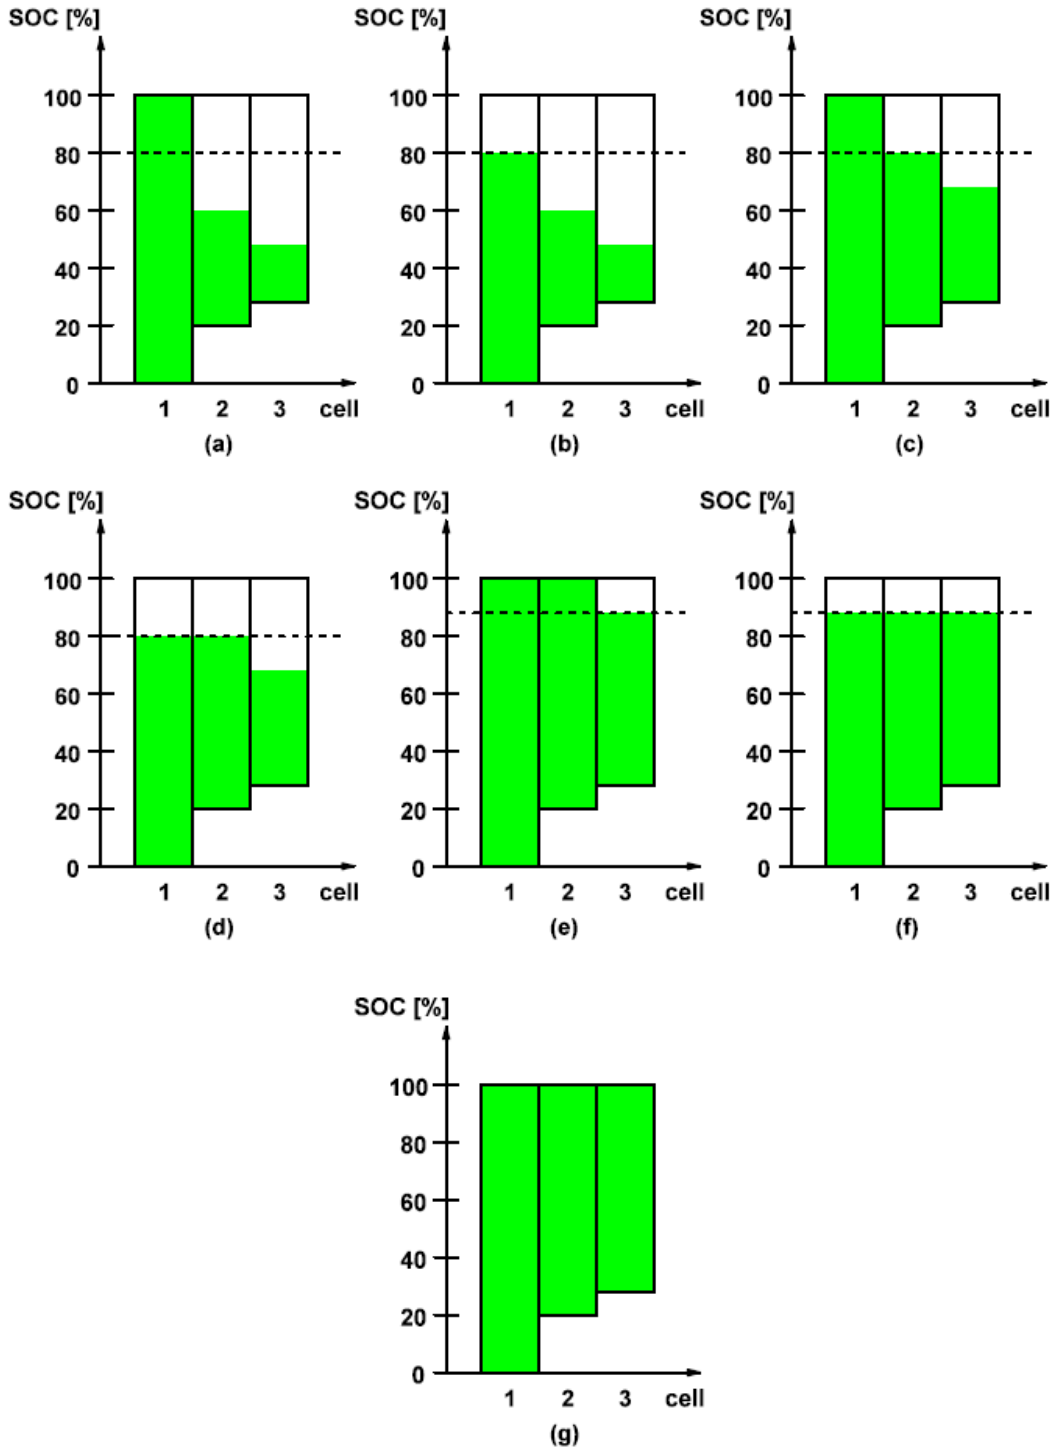 SOC [%] SOC [%] SOC [%]
100 100 100
80 80 80
60 60 60
40 40 40
20 20 20
0 0 0
1 2 3 cell 1 2 3 cell 1 2 3 cell
(a) (b) (c)
SOC [%] SOC [%] SOC [%]
100 100 100
80 80 80
60 60 60
40 40 40
20 20 20
0 0 0
1 2 3 cell 1 2 3 cell 1 2 3 cell
(d) (e) (f)
SOC [%]
100
80
60
40
20
0
1 2 3 cell
(g)